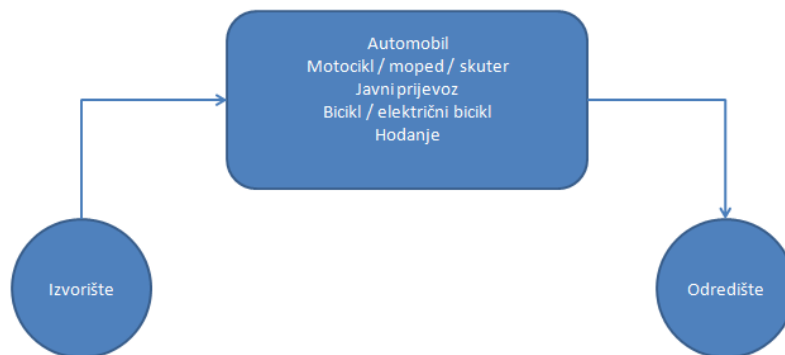 Automobil
Motocikl / moped / skuter
Javni prijevoz
Bicikl / električni bicikl
Hodanje
Izvorište
Odredište